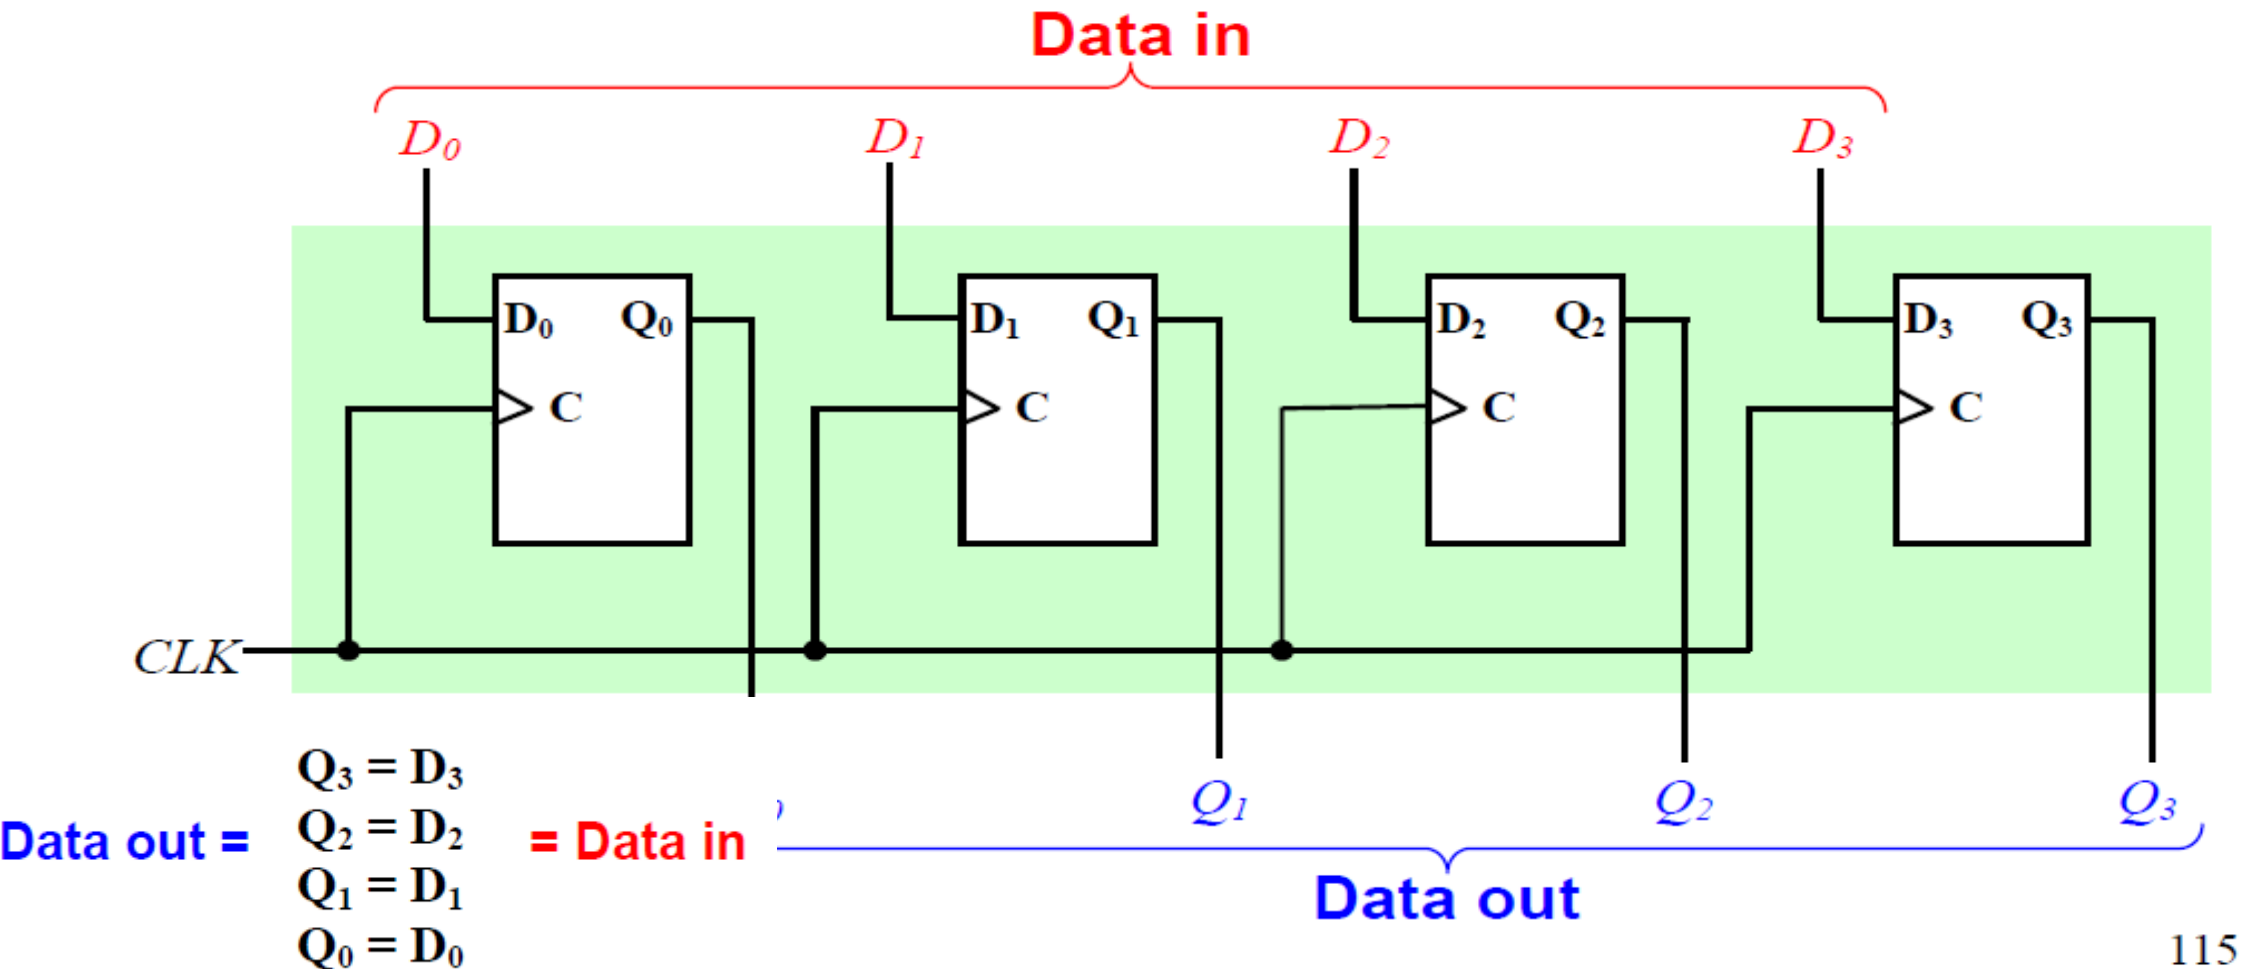 Data in
D₀ D₁ D₂ D₃
D₀ Q₀ D₁ Q₁ D₂ Q₂ D₃ Q₃
C C C C
CLK
Q₃ = D₃
Q₂ = D₂
Q₁ = D₁
Q₀ = D₀
Data out = = Data in
Q₁ Q₂ Q₃
Data out
115